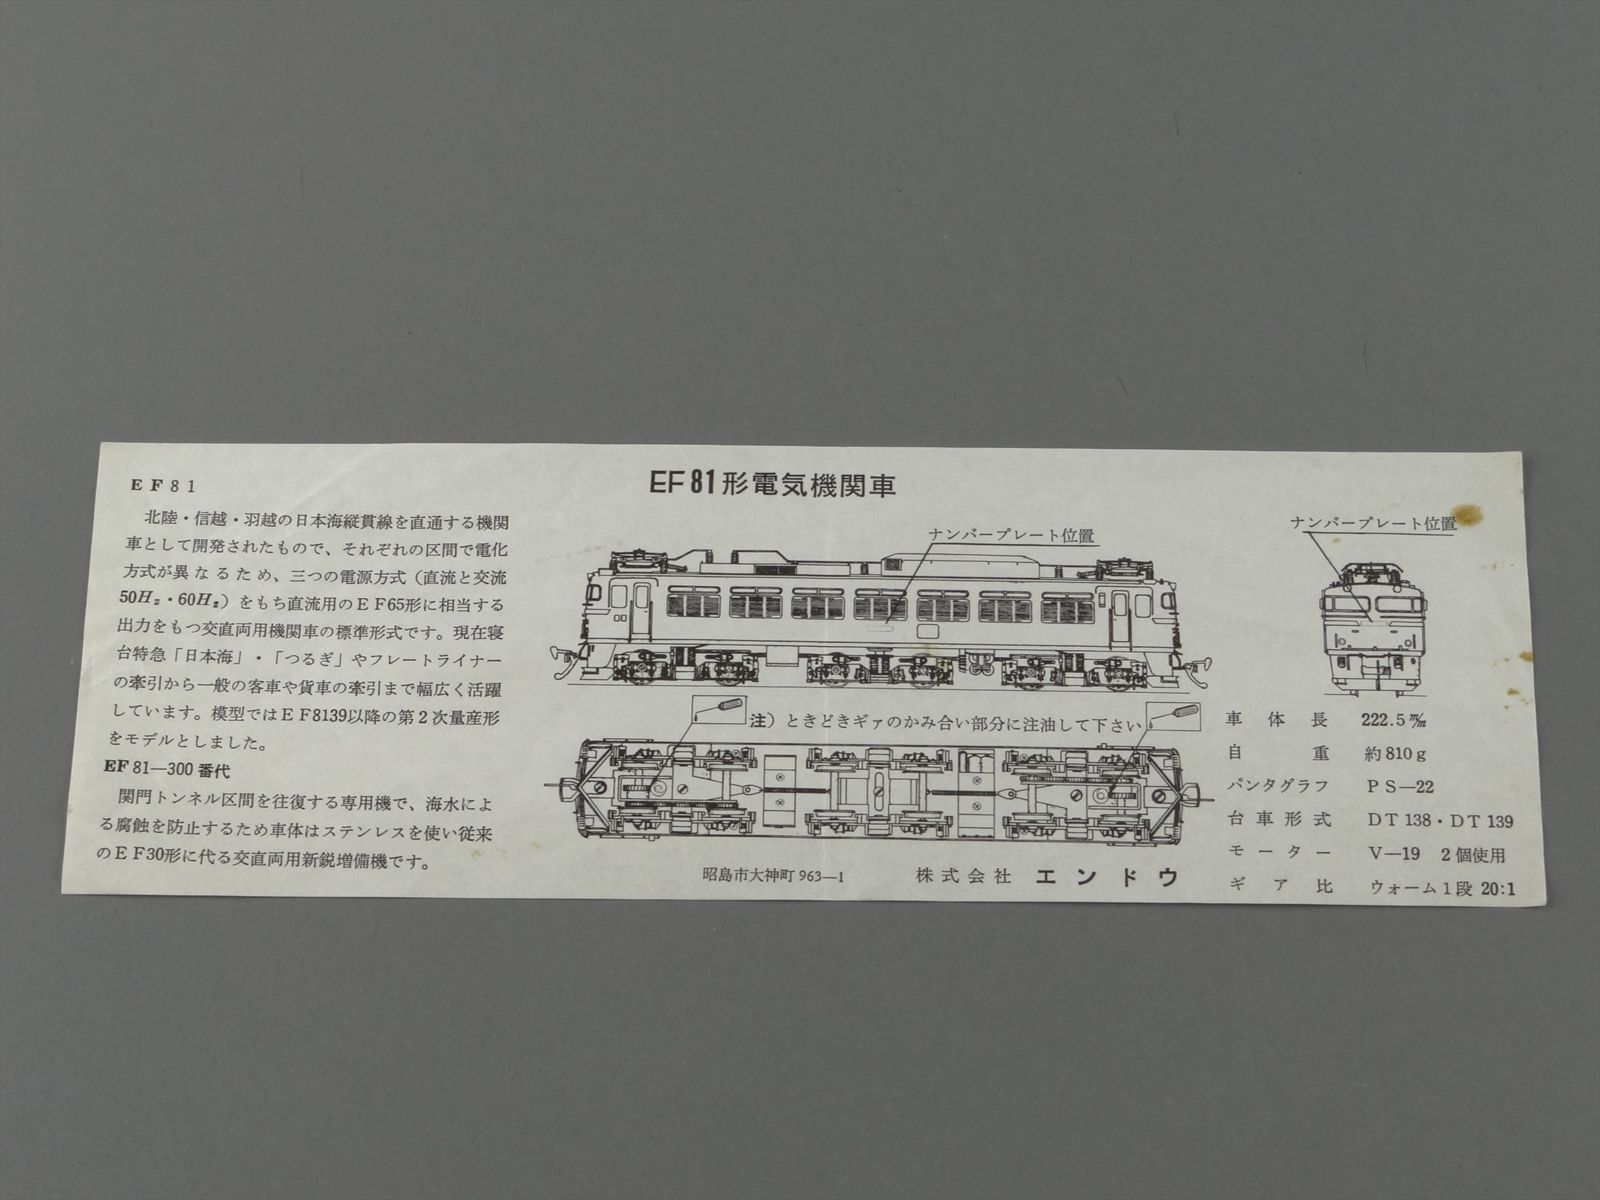 EF81形電気機関車
EF81
北陸・信越・羽越の日本海縦貫線を直通する機関
車として開発されたもので、それぞれの区間で電化
方式が異なるため、三つの電源方式（直流と交流
50Hz・60Hz）をもち直流用のEF65形に相当する
出力をもつ交直両用機関車の標準形式です。現在寝
台特急「日本海」・「つるぎ」やフレートライナー
の牽引から一般の客車や貨車の牽引まで幅広く活躍
しています。模型ではEF8139以降の第2次量産形
をモデルとしました。
EF81—300番代
関門トンネル区間を往復する専用機で、海水によ
る腐蝕を防止するため車体はステンレスを使い従来
のEF30形に代る交直両用新鋭増備機です。
ナンバープレート位置
ナンバープレート位置
注）ときどきギァのかみ合い部分に注油して下さい
昭島市大神町963—1 株式会社 エンドウ
車体長 222.5m/m
自重 約810g
パンタグラフ PS—22
台車形式 DT138・DT139
モーター V—19 2個使用
ギア比 ウォーム1段 20:1